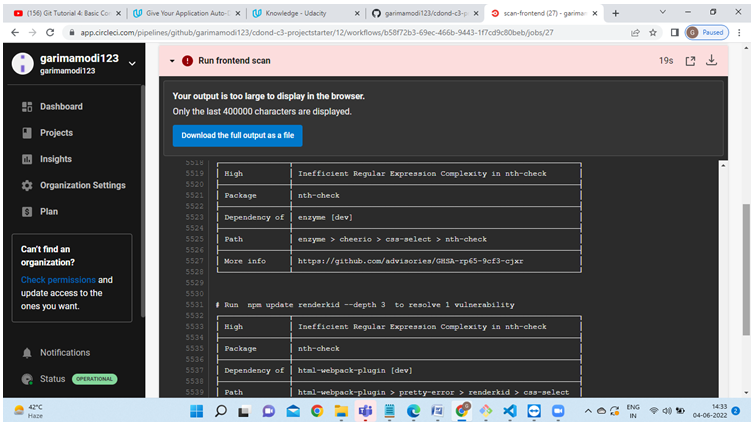 (156) Git Tutorial 4: Basic Co
Give Your Application Auto-
Knowledge - Udacity
garimamodi123/cdond-c3-p
scan-frontend (27) - garima
app.circleci.com/pipelines/github/garimamodi123/cdond-c3-projectstarter/12/workflows/b58f72b3-69ec-466b-9443-1f7cd9c80beb/jobs/27
G Paused
garimamodi123
garimamodi123
Dashboard
Projects
Insights
Organization Settings
Plan
Can't find an
organization?
Check permissions and
update access to the
ones you want.
Notifications
Status OPERATIONAL
Run frontend scan
19s
Your output is too large to display in the browser.
Only the last 400000 characters are displayed.
Download the full output as a file
5518
5519 High Inefficient Regular Expression Complexity in nth-check
5520
5521 Package nth-check
5522
5523 Dependency of enzyme [dev]
5524
5525 Path enzyme > cheerio > css-select > nth-check
5526
5527 More info https://github.com/advisories/GHSA-rp65-9cf3-cjxr
5528
5529
5530
5531 # Run npm update renderkid --depth 3 to resolve 1 vulnerability
5532
5533 High Inefficient Regular Expression Complexity in nth-check
5534
5535 Package nth-check
5536
5537 Dependency of html-webpack-plugin [dev]
5538
5539 Path html-webpack-plugin > pretty-error > renderkid > css-select
42°C
Haze
ENG
IN
14:33
04-06-2022
2